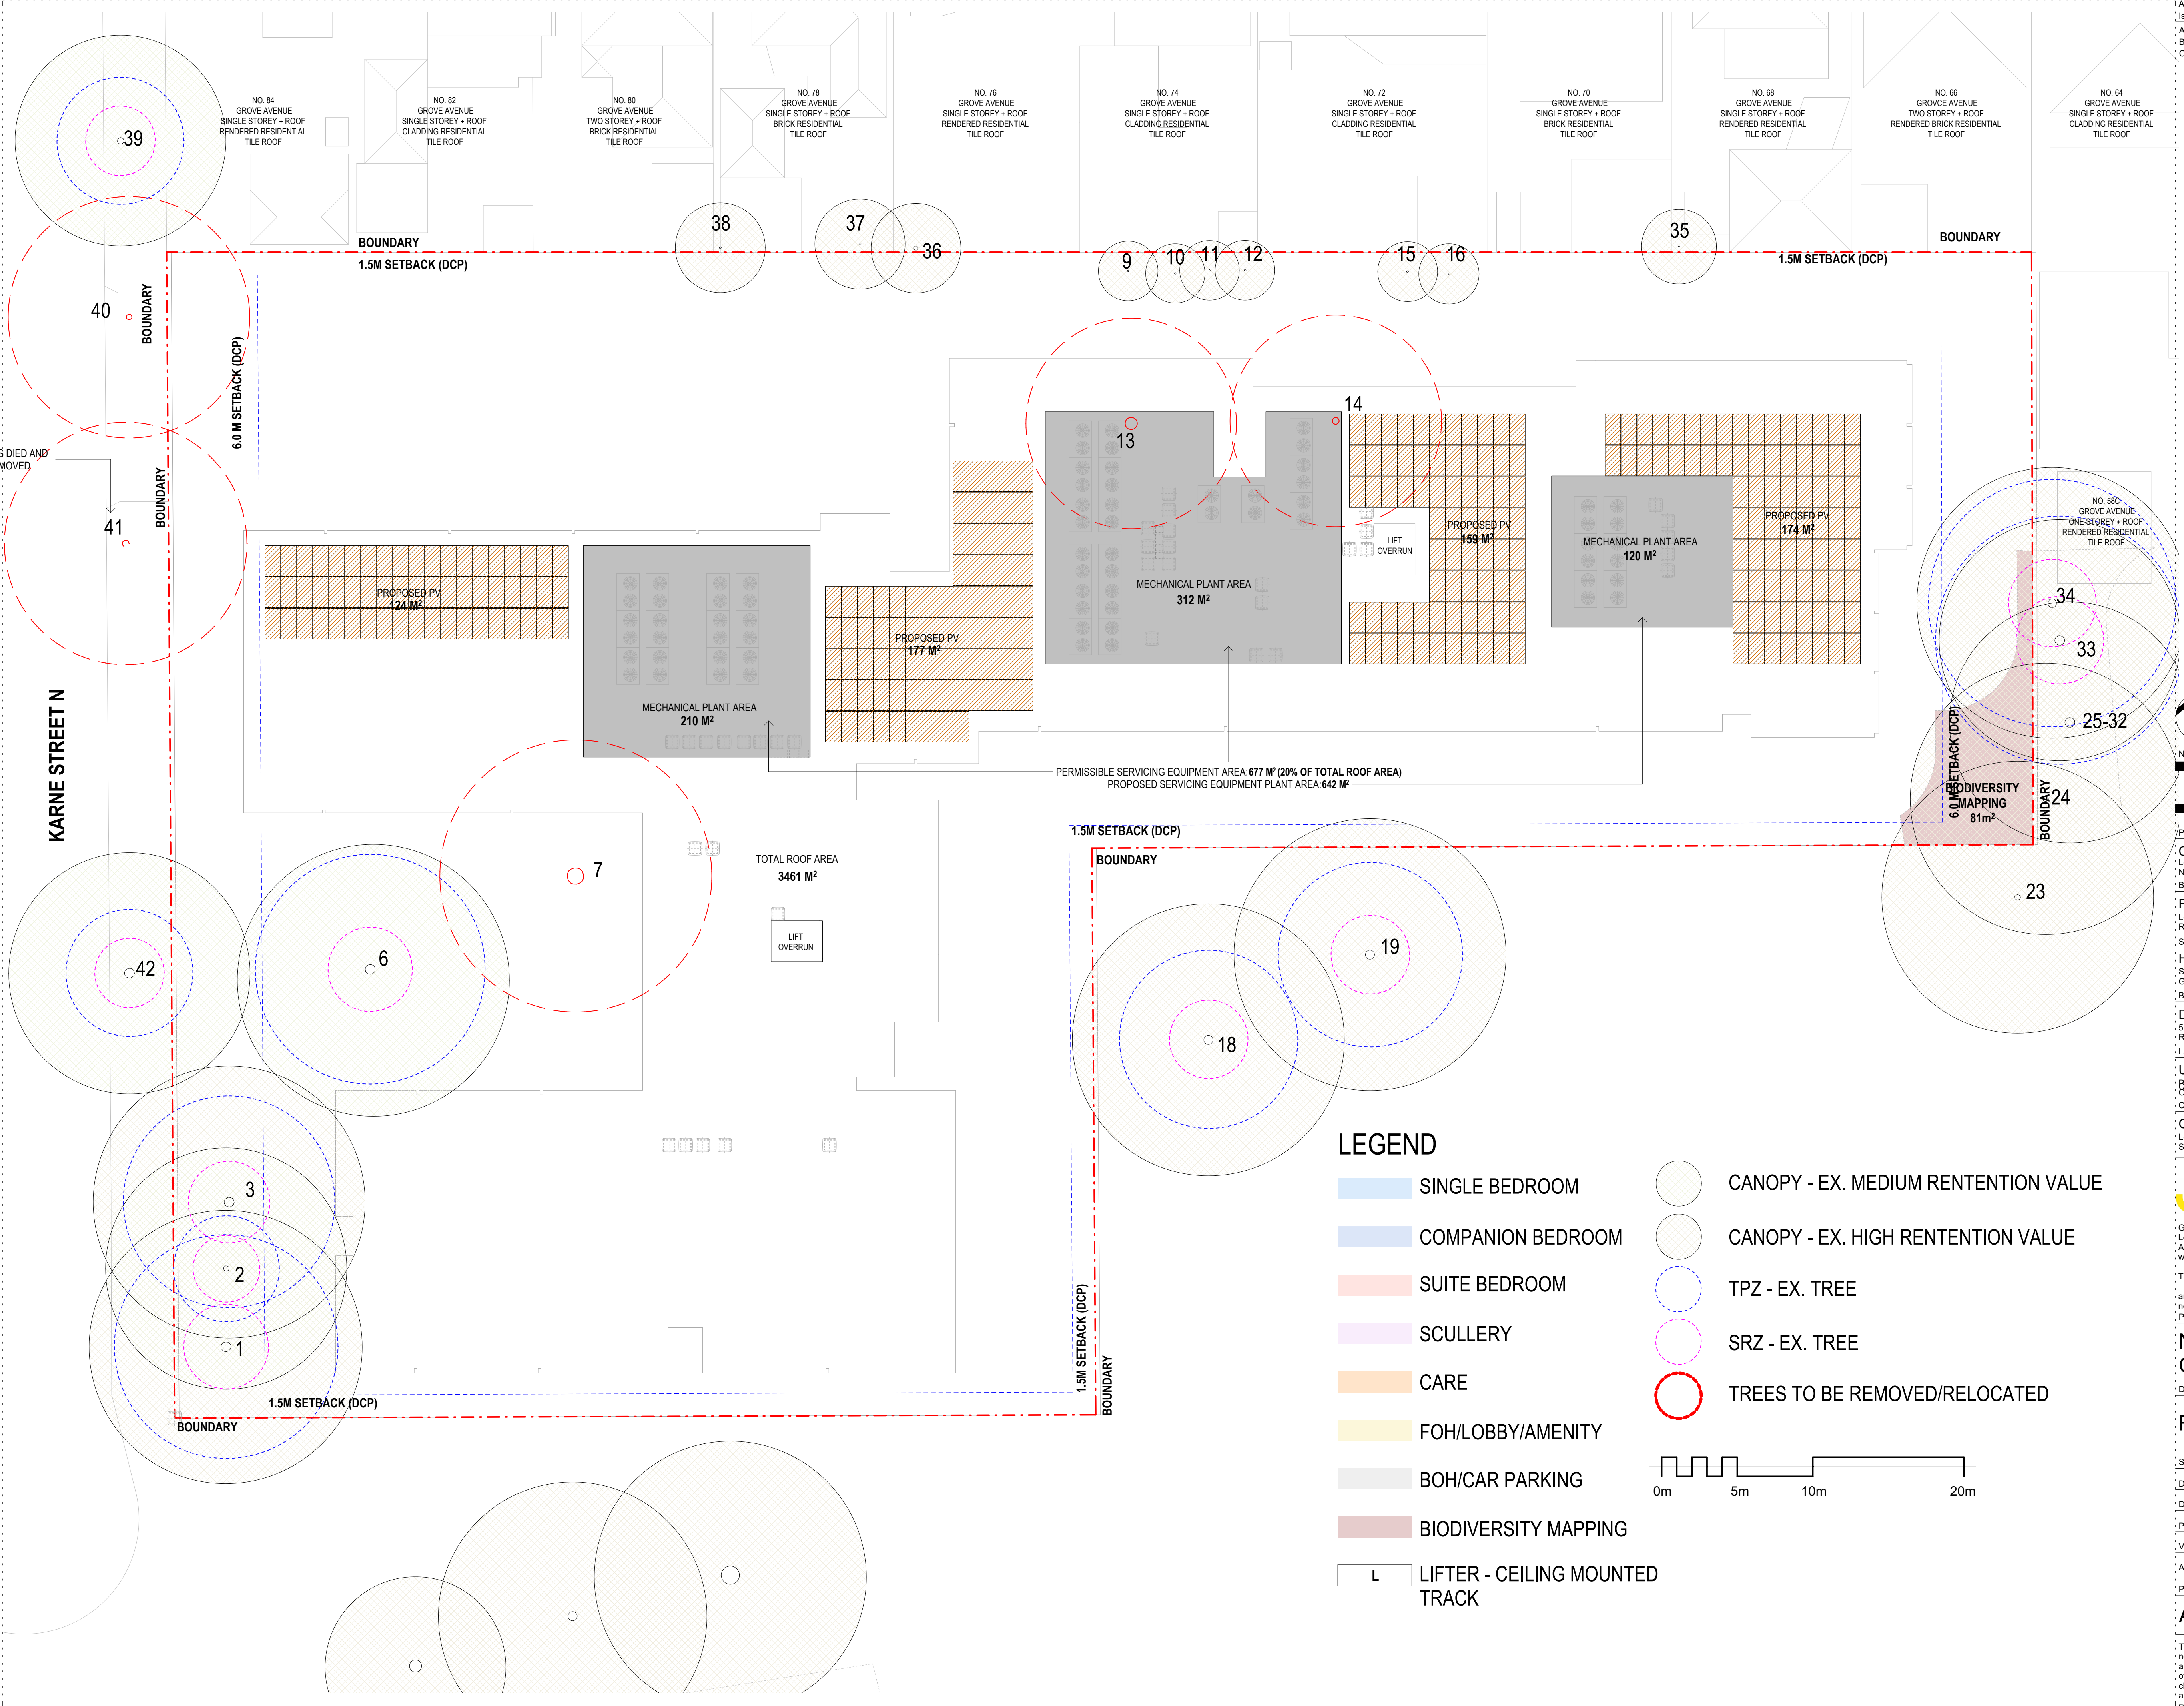 NO. 84
GROVE AVENUE
SINGLE STOREY + ROOF
RENDERED RESIDENTIAL
TILE ROOF
NO. 82
GROVE AVENUE
SINGLE STOREY + ROOF
CLADDING RESIDENTIAL
TILE ROOF
NO. 80
GROVE AVENUE
TWO STOREY + ROOF
BRICK RESIDENTIAL
TILE ROOF
NO. 78
GROVE AVENUE
SINGLE STOREY + ROOF
BRICK RESIDENTIAL
TILE ROOF
NO. 76
GROVE AVENUE
SINGLE STOREY + ROOF
RENDERED RESIDENTIAL
TILE ROOF
NO. 74
GROVE AVENUE
SINGLE STOREY + ROOF
CLADDING RESIDENTIAL
TILE ROOF
NO. 72
GROVE AVENUE
SINGLE STOREY + ROOF
CLADDING RESIDENTIAL
TILE ROOF
NO. 70
GROVE AVENUE
SINGLE STOREY + ROOF
BRICK RESIDENTIAL
TILE ROOF
NO. 68
GROVE AVENUE
SINGLE STOREY + ROOF
RENDERED RESIDENTIAL
TILE ROOF
NO. 66
GROVCE AVENUE
TWO STOREY + ROOF
RENDERED BRICK RESIDENTIAL
TILE ROOF
NO. 64
GROVE AVENUE
SINGLE STOREY + ROOF
CLADDING RESIDENTIAL
TILE ROOF
39
38
37
36
35
9
10
11
12
15
16
BOUNDARY
1.5M SETBACK (DCP)
BOUNDARY
1.5M SETBACK (DCP)
40
BOUNDARY
6.0 M SETBACK (DCP)
DIED AND
41
BOUNDARY
13
14
PROPOSED PV
124 M²
MECHANICAL PLANT AREA
210 M²
PROPOSED PV
177 M²
MECHANICAL PLANT AREA
312 M²
LIFT
OVERRUN
PROPOSED PV
159 M²
MECHANICAL PLANT AREA
120 M²
PROPOSED PV
174 M²
NO. 58C
GROVE AVENUE
ONE STOREY + ROOF
RENDERED RESIDENTIAL
TILE ROOF
34
33
25-32
24
23
6.0 M SETBACK (DCP)
BIODIVERSITY
MAPPING
81m²
BOUNDARY
KARNE STREET N
PERMISSIBLE SERVICING EQUIPMENT AREA: 677 M² (20% OF TOTAL ROOF AREA)
PROPOSED SERVICING EQUIPMENT PLANT AREA: 642 M²
1.5M SETBACK (DCP)
BOUNDARY
TOTAL ROOF AREA
3461 M²
LIFT
OVERRUN
7
6
42
19
18
3
2
1
1.5M SETBACK (DCP)
BOUNDARY
1.5M SETBACK (DCP)
BOUNDARY
LEGEND
SINGLE BEDROOM
COMPANION BEDROOM
SUITE BEDROOM
SCULLERY
CARE
FOH/LOBBY/AMENITY
BOH/CAR PARKING
BIODIVERSITY MAPPING
L LIFTER - CEILING MOUNTED
TRACK
CANOPY - EX. MEDIUM RENTENTION VALUE
CANOPY - EX. HIGH RENTENTION VALUE
TPZ - EX. TREE
SRZ - EX. TREE
TREES TO BE REMOVED/RELOCATED
0m 5m 10m 20m